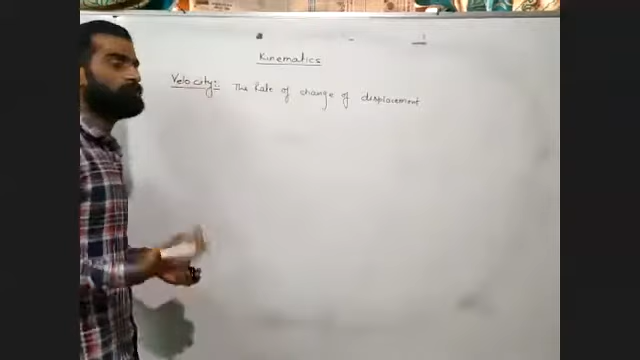 Kinematics
Velocity:: The Rate of change of displacement